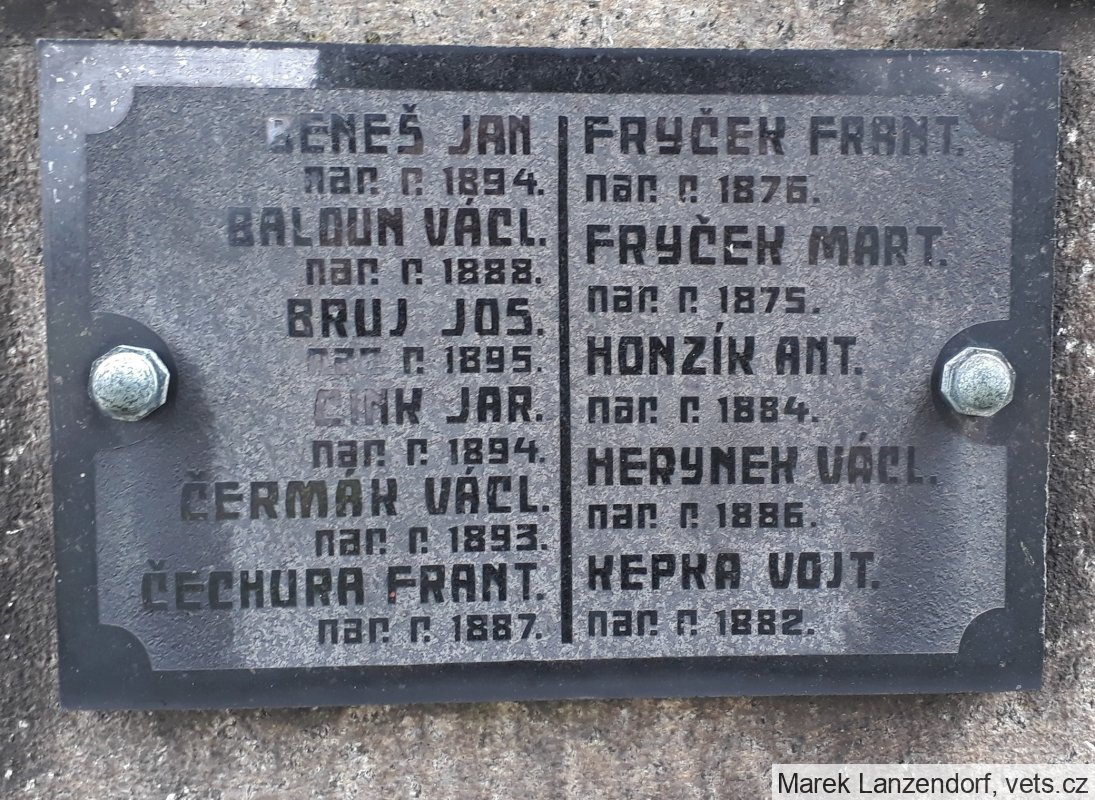 BENEŠ JAN
nar. r. 1894.
BALOUN VÁCL.
nar. r. 1888.
BRUJ JOS.
nar. r. 1895.
CINK JAR.
nar. r. 1894.
ČERMÁK VÁCL.
nar. r. 1893.
ČECHURA FRANT.
nar. r. 1887.
FRYČEK FRANT.
nar. r. 1876.
FRYČEK MART.
nar. r. 1875.
HONZÍK ANT.
nar. r. 1884.
HERYNEK VÁCL.
nar. r. 1886.
KEPKA VOJT.
nar. r. 1882.
Marek Lanzendorf, vets.cz